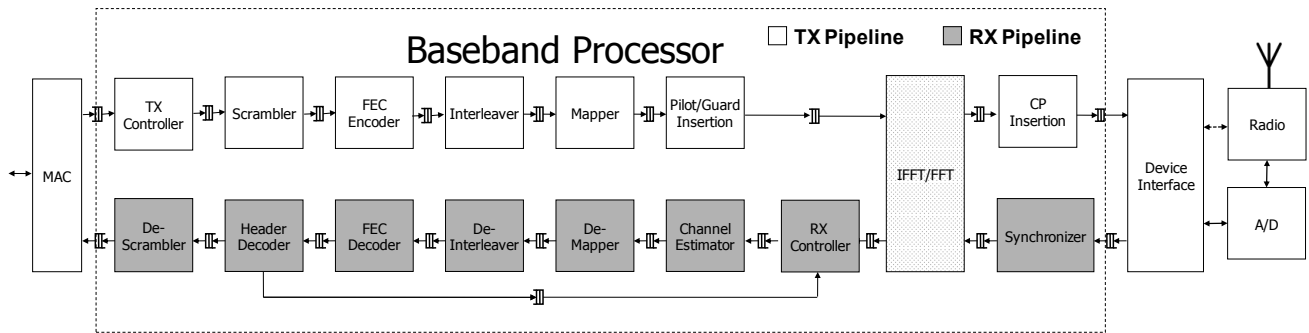 Baseband Processor
TX Pipeline
RX Pipeline
MAC
TX
Controller
Scrambler
FEC
Encoder
Interleaver
Mapper
Pilot/Guard
Insertion
IFFT/FFT
CP
Insertion
Device
Interface
Radio
A/D
De-
Scrambler
Header
Decoder
FEC
Decoder
De-
Interleaver
De-
Mapper
Channel
Estimator
RX
Controller
Synchronizer